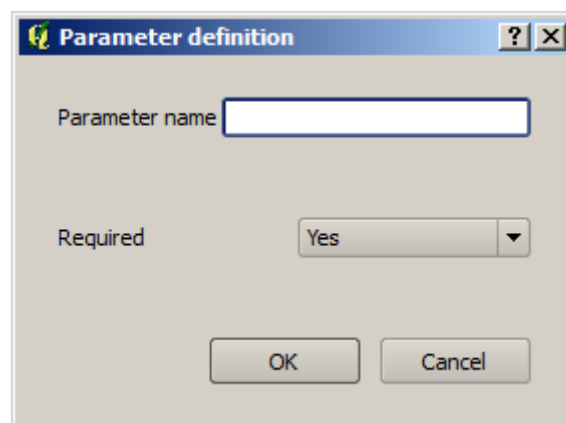 Parameter definition
Parameter name
Required Yes
OK Cancel